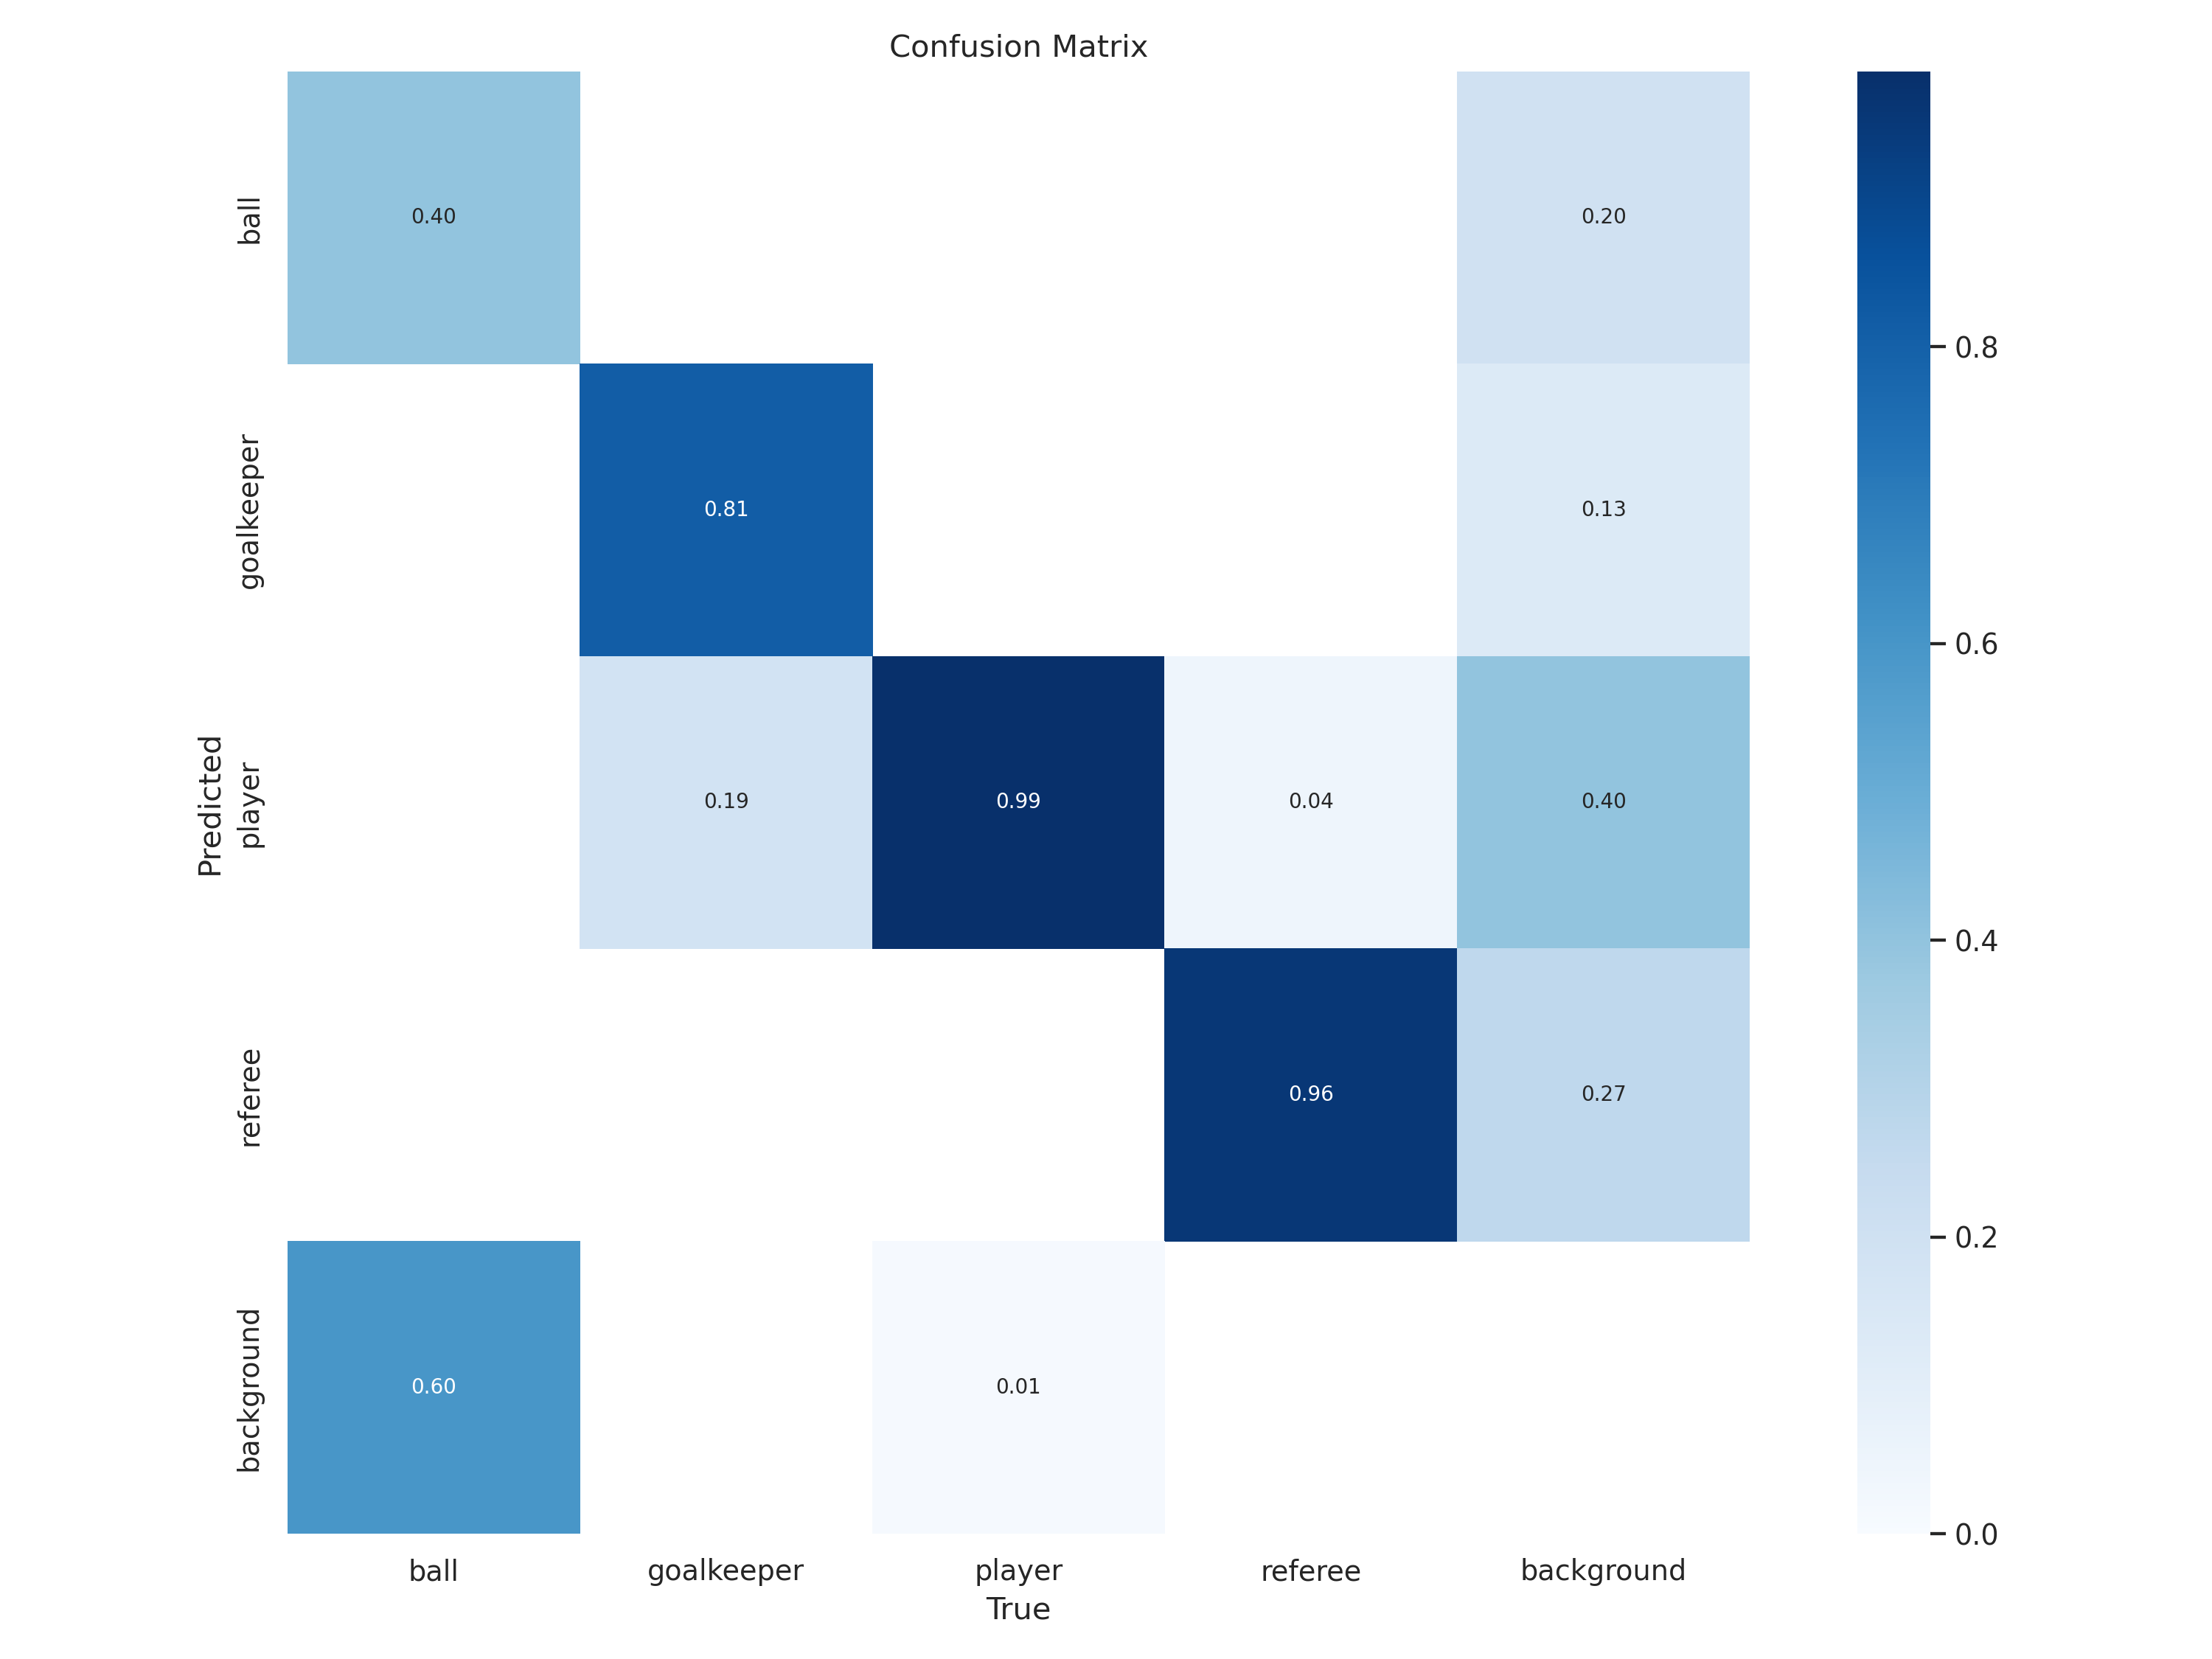 Confusion Matrix
ball
0.40
0.20
goalkeeper
0.81
0.13
Predicted
player
0.19
0.99
0.04
0.40
referee
0.96
0.27
background
0.60
0.01
ball goalkeeper player referee background
True
0.8
0.6
0.4
0.2
0.0